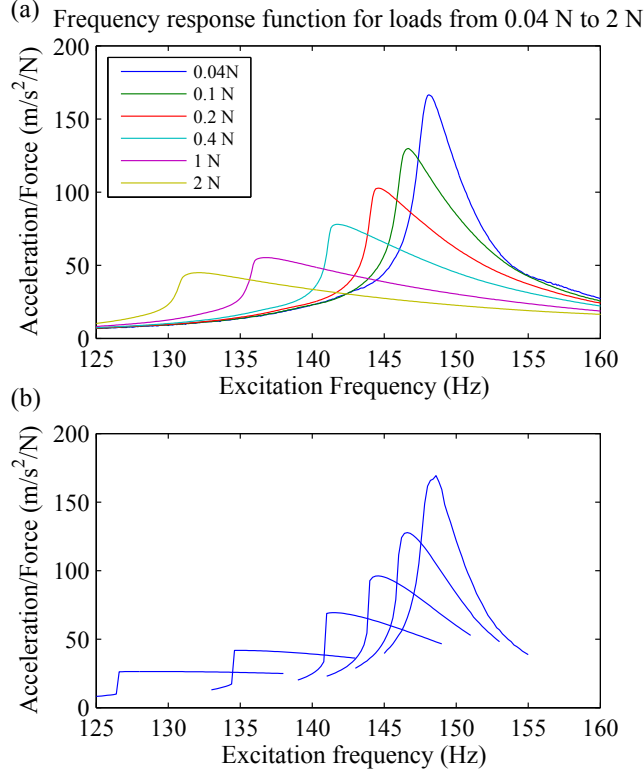 (a)
Frequency response function for loads from 0.04 N to 2 N
Acceleration/Force (m/s²/N)
200
150
100
50
0
0.04N
0.1 N
0.2 N
0.4 N
1 N
2 N
125 130 135 140 145 150 155 160
Excitation Frequency (Hz)
(b)
Acceleration/Force (m/s²/N)
200
150
100
50
0
125 130 135 140 145 150 155 160
Excitation frequency (Hz)